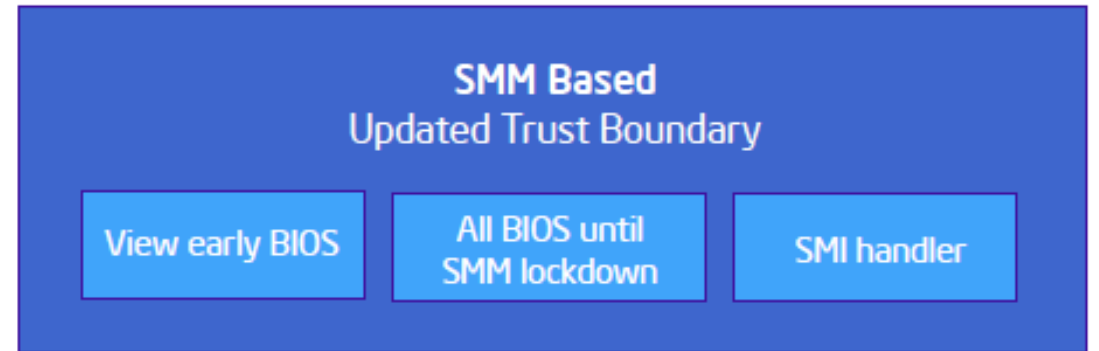 SMM Based
Updated Trust Boundary
View early BIOS
All BIOS until
SMM lockdown
SMI handler